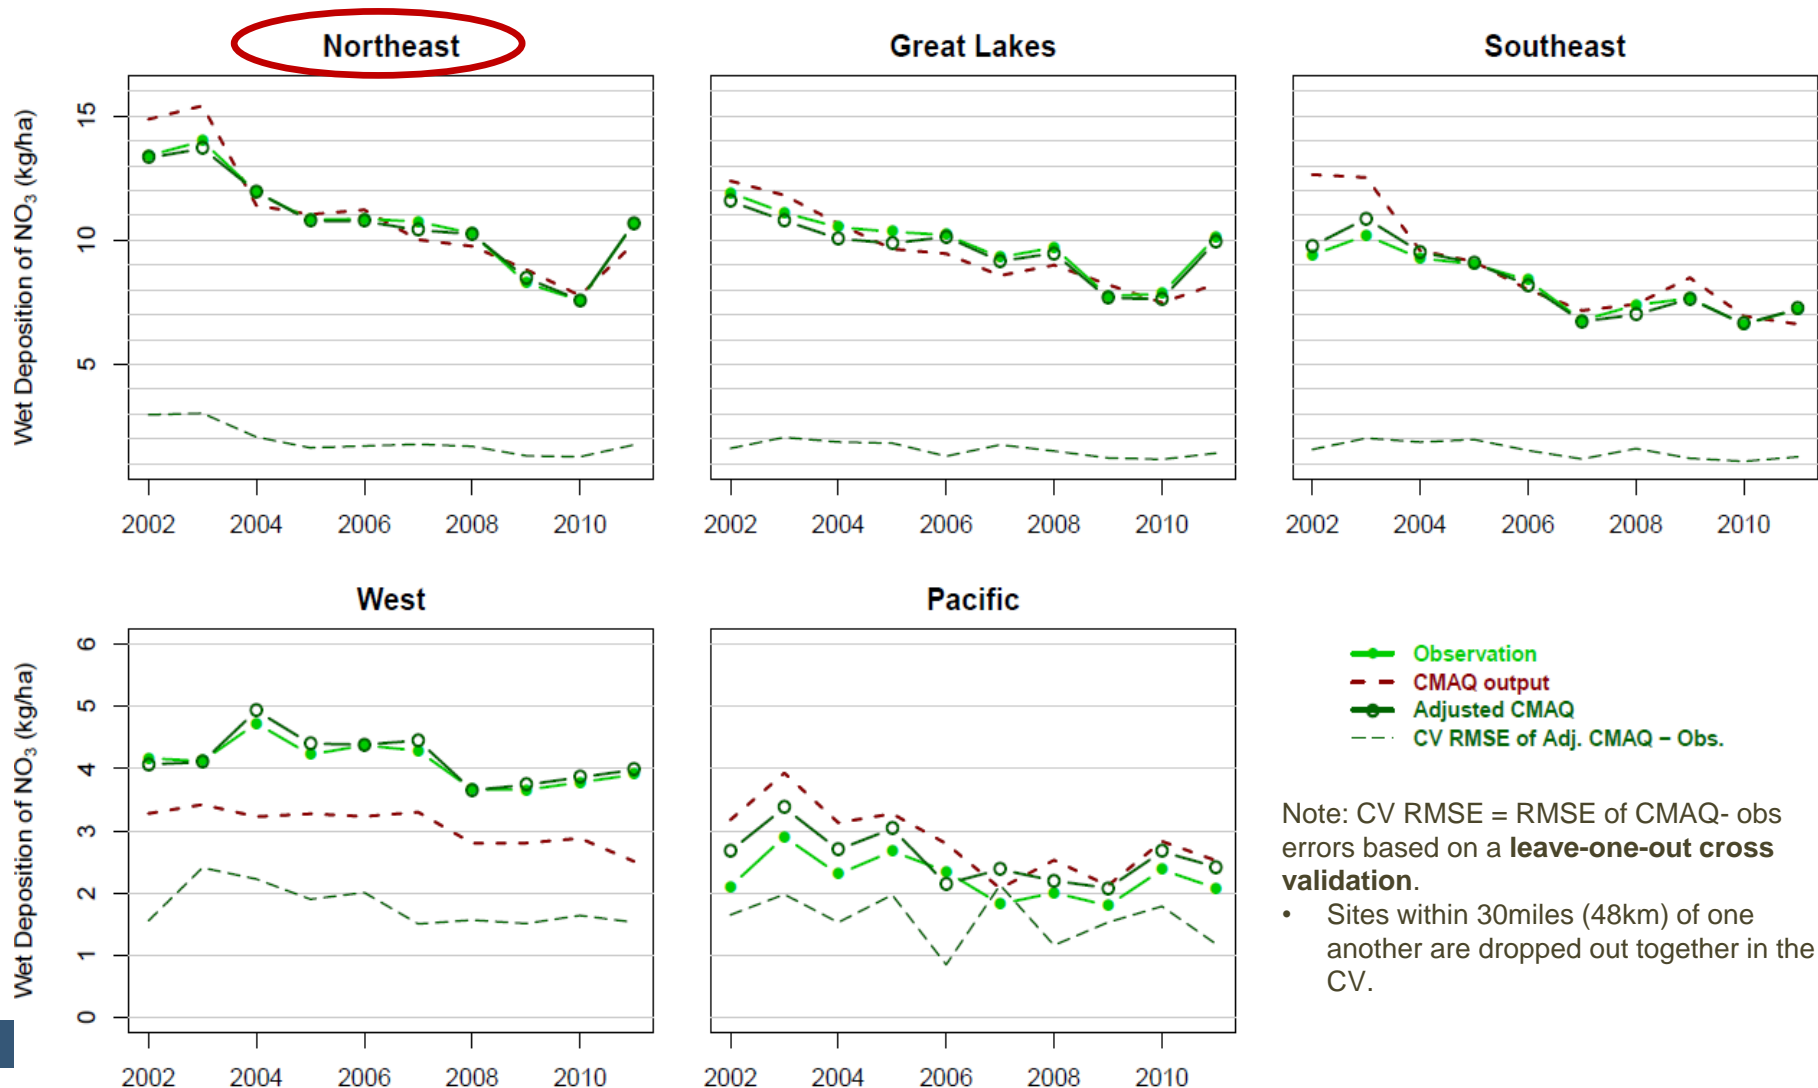 Northeast
Great Lakes
Southeast
Wet Deposition of NO₃ (kg/ha)
15
10
5
2002 2004 2006 2008 2010
2002 2004 2006 2008 2010
2002 2004 2006 2008 2010
West
Pacific
Wet Deposition of NO₃ (kg/ha)
6
5
4
3
2
1
0
2002 2004 2006 2008 2010
2002 2004 2006 2008 2010
Observation
CMAQ output
Adjusted CMAQ
CV RMSE of Adj. CMAQ − Obs.
Note: CV RMSE = RMSE of CMAQ- obs
errors based on a leave-one-out cross
validation.
• Sites within 30miles (48km) of one
another are dropped out together in the
CV.